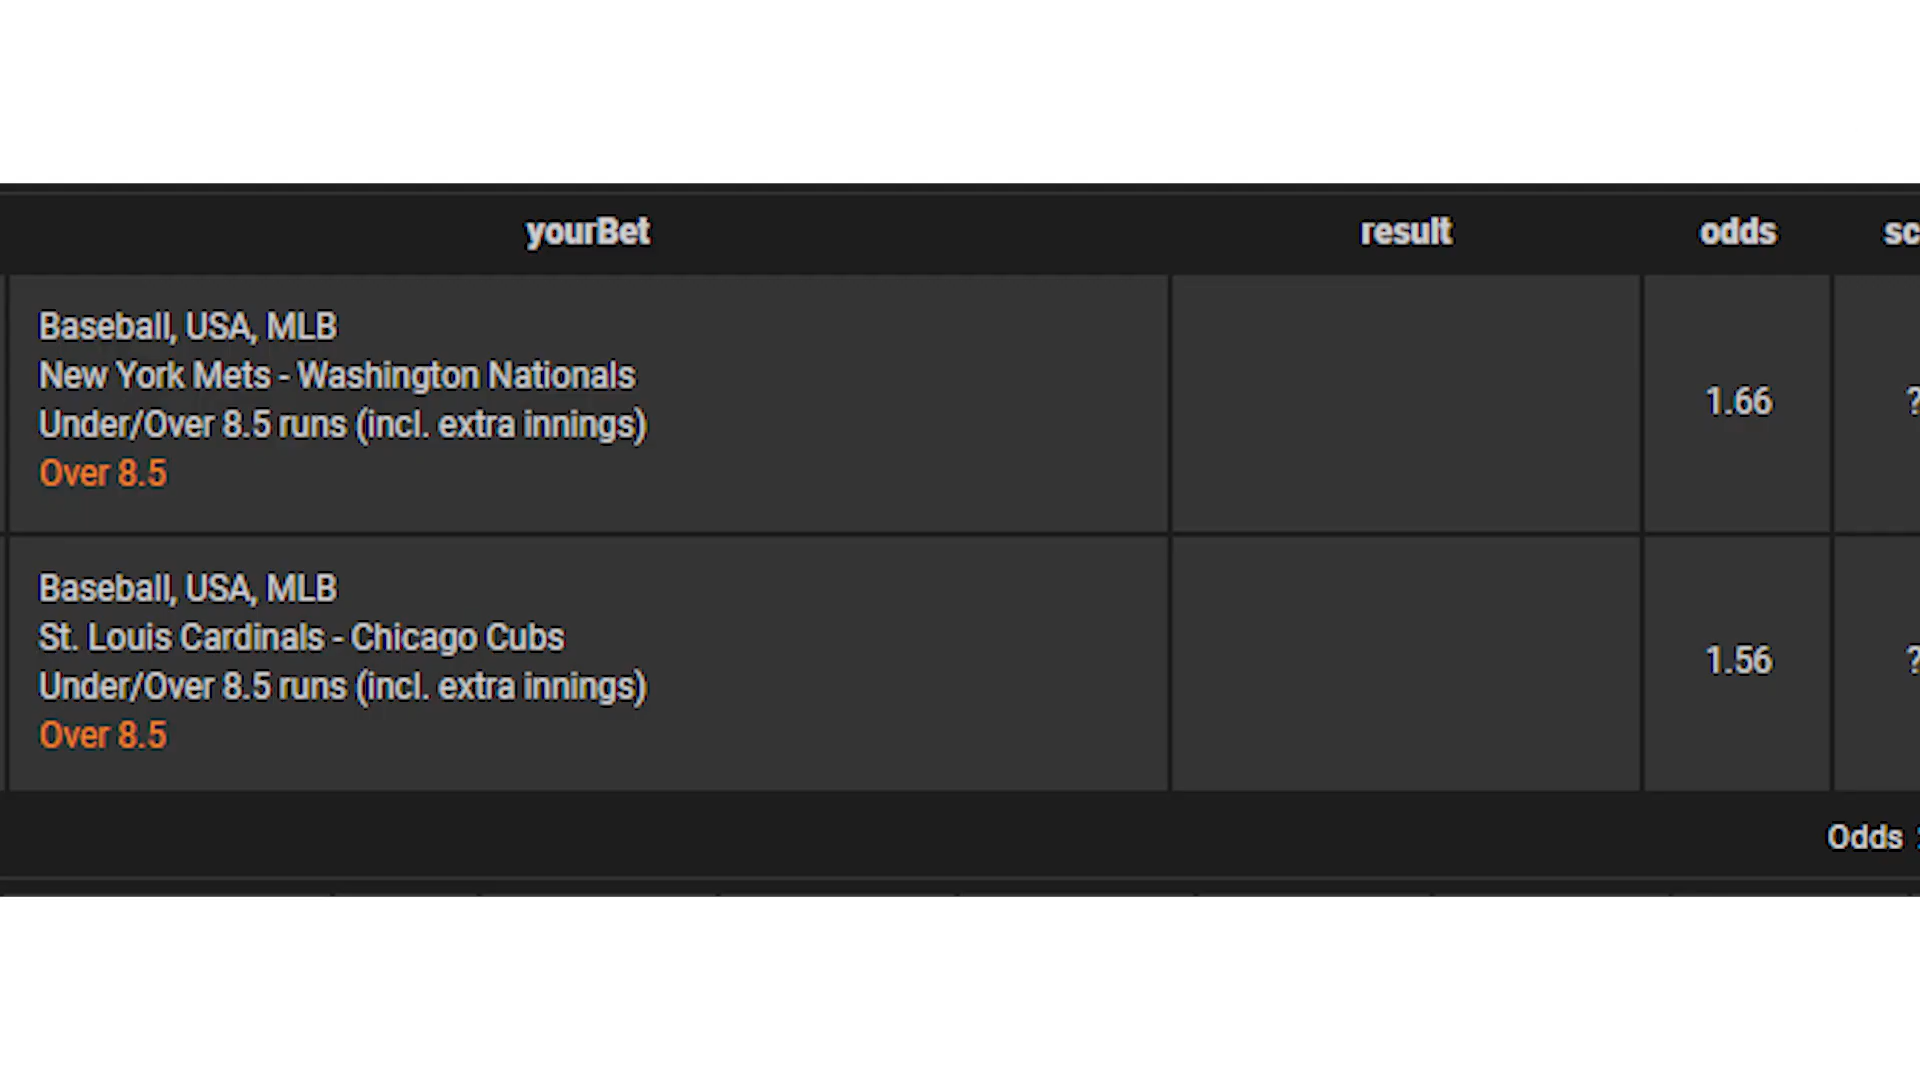 yourBet result odds
Baseball, USA, MLB
New York Mets - Washington Nationals
Under/Over 8.5 runs (incl. extra innings)
Over 8.5
1.66
?
Baseball, USA, MLB
St. Louis Cardinals - Chicago Cubs
Under/Over 8.5 runs (incl. extra innings)
Over 8.5
1.56
?
Odds